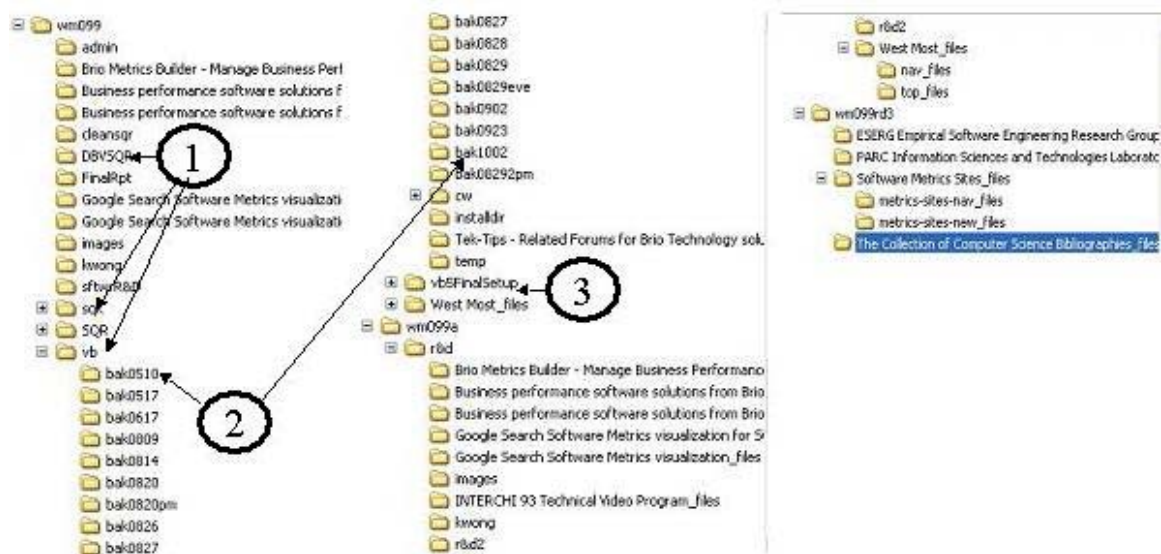 wm099
admin
Brio Metrics Builder - Manage Business Perf
Business performance software solutions f
Business performance software solutions f
cleansqr
DBVSQR
1
FinalRpt
Google Search Software Metrics visualizati
Google Search Software Metrics visualizati
images
kwong
sftwrR&D
sqr
SQR
vb
bak0510
bak0517
2
bak0617
bak0809
bak0814
bak0820
bak0820pm
bak0826
bak0827
bak0827
bak0828
bak0829
bak0829eve
bak0902
bak0923
bak1002
Bak08292pm
cw
installdir
Tek-Tips - Related Forums for Brio Technology solu
temp
vb5FinalSetup
3
West Most_files
wm099a
r&d
Brio Metrics Builder - Manage Business Performanc
Business performance software solutions from Brio
Business performance software solutions from Brio
Google Search Software Metrics visualization for S
Google Search Software Metrics visualization_files
images
INTERCHI 93 Technical Video Program_files
kwong
r&d2
r&d2
West Most_files
nav_files
top_files
wm099rd3
ESERG Empirical Software Engineering Research Group
PARC Information Sciences and Technologies Laborato
Software Metrics Sites_files
metrics-sites-nav_files
metrics-sites-new_files
The Collection of Computer Science Bibliographies_files